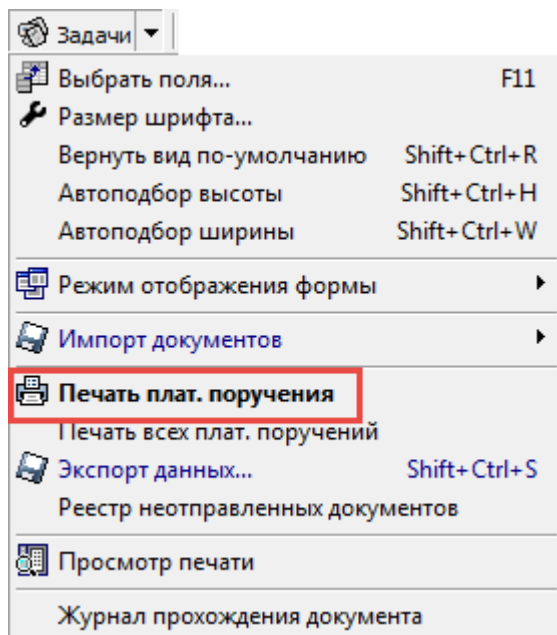 Задачи
Выбрать поля... F11
Размер шрифта...
Вернуть вид по-умолчанию Shift+Ctrl+R
Автоподбор высоты Shift+Ctrl+H
Автоподбор ширины Shift+Ctrl+W
Режим отображения формы
Импорт документов
Печать плат. поручения
Печать всех плат. поручений
Экспорт данных... Shift+Ctrl+S
Реестр неотправленных документов
Просмотр печати
Журнал прохождения документа